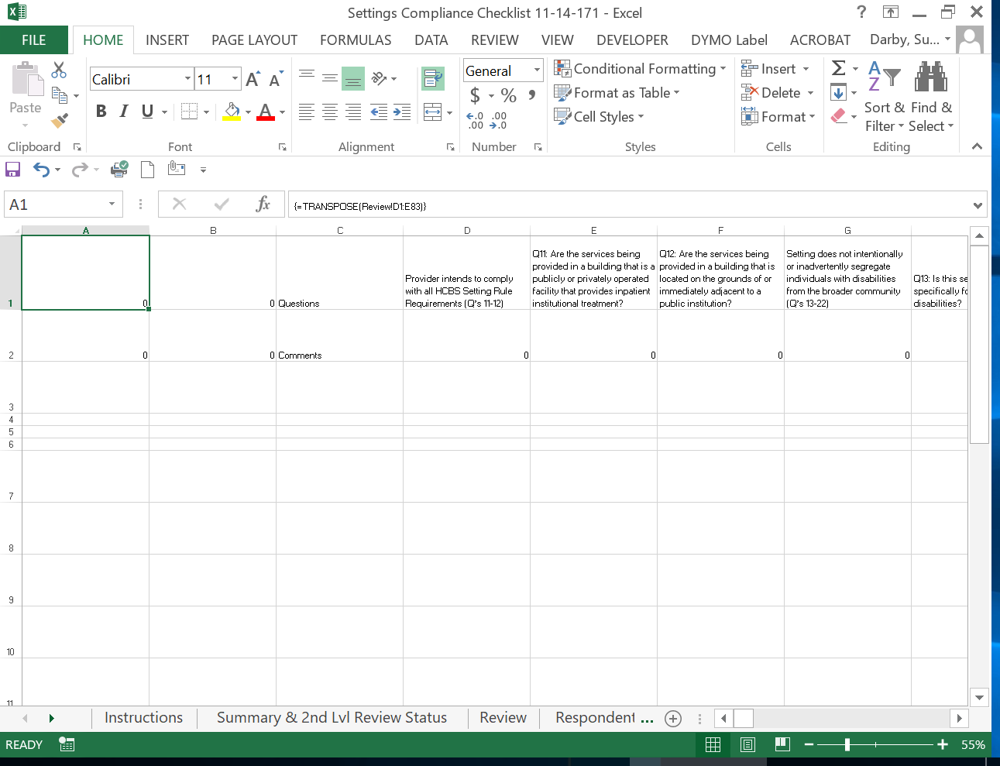 Settings Compliance Checklist 11-14-171 - Excel
?
FILE HOME INSERT PAGE LAYOUT FORMULAS DATA REVIEW VIEW DEVELOPER DYMO Label ACROBAT Darby, Su...
Paste
Calibri 11 A A
B I U A
General
$ % ,
.0 .00
.00 .0
Conditional Formatting
Format as Table
Cell Styles
Insert
Delete
Format
Σ
A
Z
Sort & Filter
Find & Select
Clipboard Font Alignment Number Styles Cells Editing
A1 fx {=TRANSPOSE(Review!D1:E83)}
A B C D E F G
1
0
0
Questions
Provider intends to comply
with all HCBS Setting Rule
Requirements (Q's 11-12)
Q11: Are the services being
provided in a building that is a
publicly or privately operated
facility that provides inpatient
institutional treatment?
Q12: Are the services being
provided in a building that is
located on the grounds of or
immediately adjacent to a
public institution?
Setting does not intentionally
or inadvertently segregate
individuals with disabilities
from the broader community
(Q's 13-22)
Q13: Is this se
specifically fo
disabilities?
2 0 0 Comments 0 0 0 0
3
4
5
6
7
8
9
10
11
Instructions Summary & 2nd Lvl Review Status Review Respondent ...
READY 55%